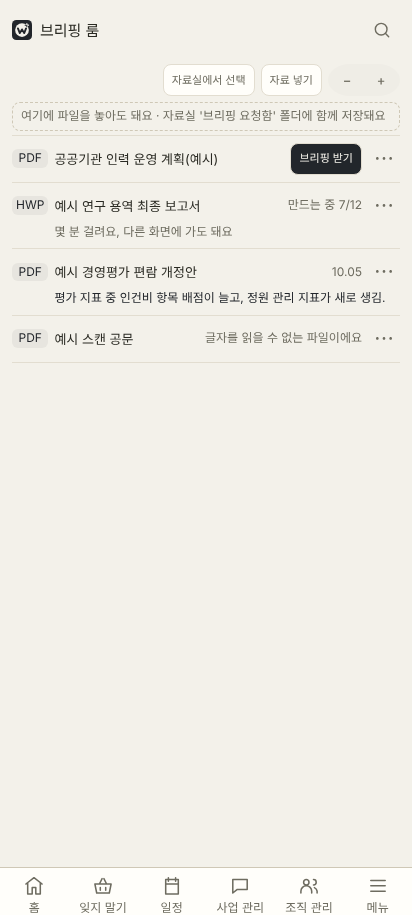 브리핑 룸
자료실에서 선택 자료 넣기 − +
여기에 파일을 놓아도 돼요 · 자료실 '브리핑 요청함' 폴더에 함께 저장돼요
PDF 공공기관 인력 운영 계획(예시) 브리핑 받기 ···
HWP 예시 연구 용역 최종 보고서 만드는 중 7/12 ···
몇 분 걸려요, 다른 화면에 가도 돼요
PDF 예시 경영평가 편람 개정안 10.05 ···
평가 지표 중 인건비 항목 배점이 늘고, 정원 관리 지표가 새로 생김.
PDF 예시 스캔 공문 글자를 읽을 수 없는 파일이에요 ···
홈 잊지 말기 일정 사업 관리 조직 관리 메뉴